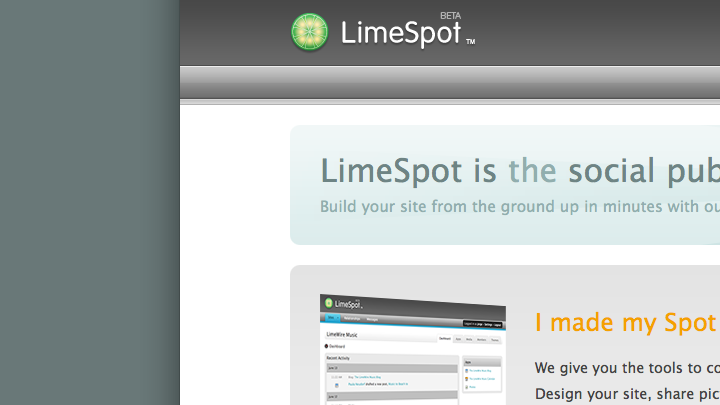 BETA
LimeSpot TM
LimeSpot is the social pub
Build your site from the ground up in minutes with ou
LimeSpot
LimeWire Music
Dashboard
Recent Activity
I made my Spot
We give you the tools to co
Design your site, share pic